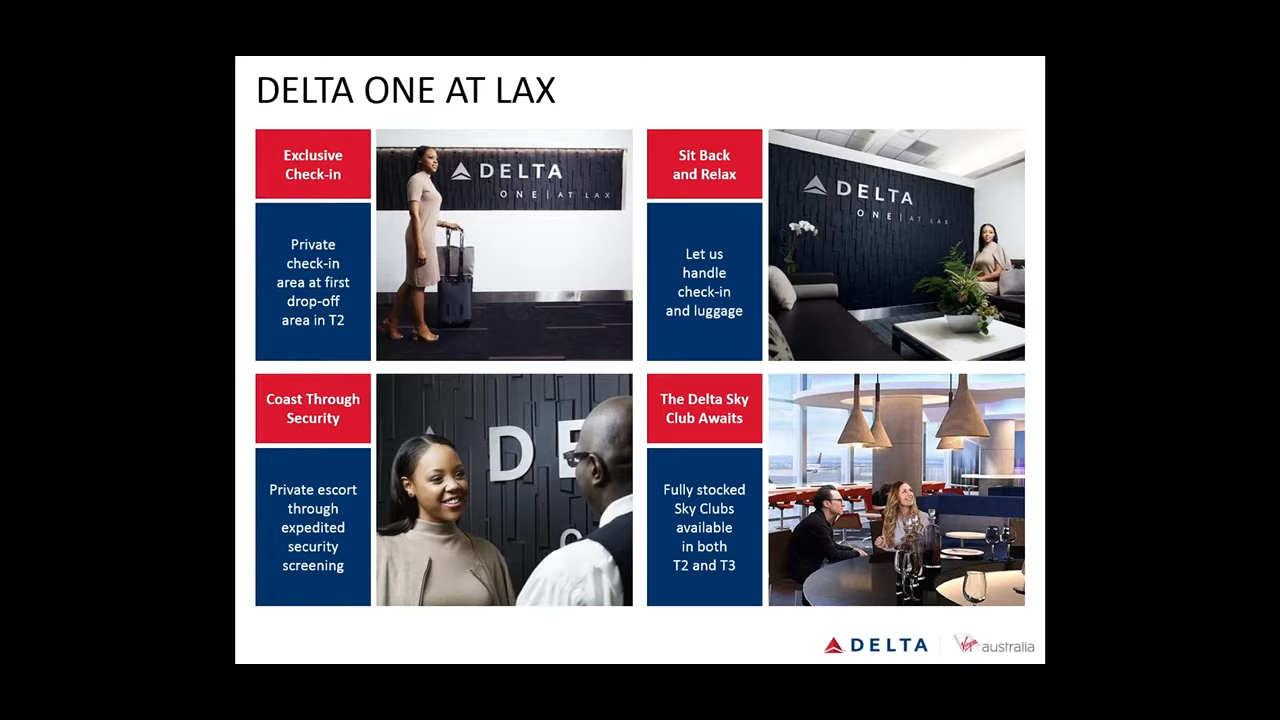 DELTA ONE AT LAX
Exclusive
Check-in
Private
check-in
area at first
drop-off
area in T2
DELTA
ONE | AT LAX
Sit Back
and Relax
Let us
handle
check-in
and luggage
DELTA
ONE | AT LAX
Coast Through
Security
Private escort
through
expedited
security
screening
DE
The Delta Sky
Club Awaits
Fully stocked
Sky Clubs
available
in both
T2 and T3
DELTA
Virgin australia